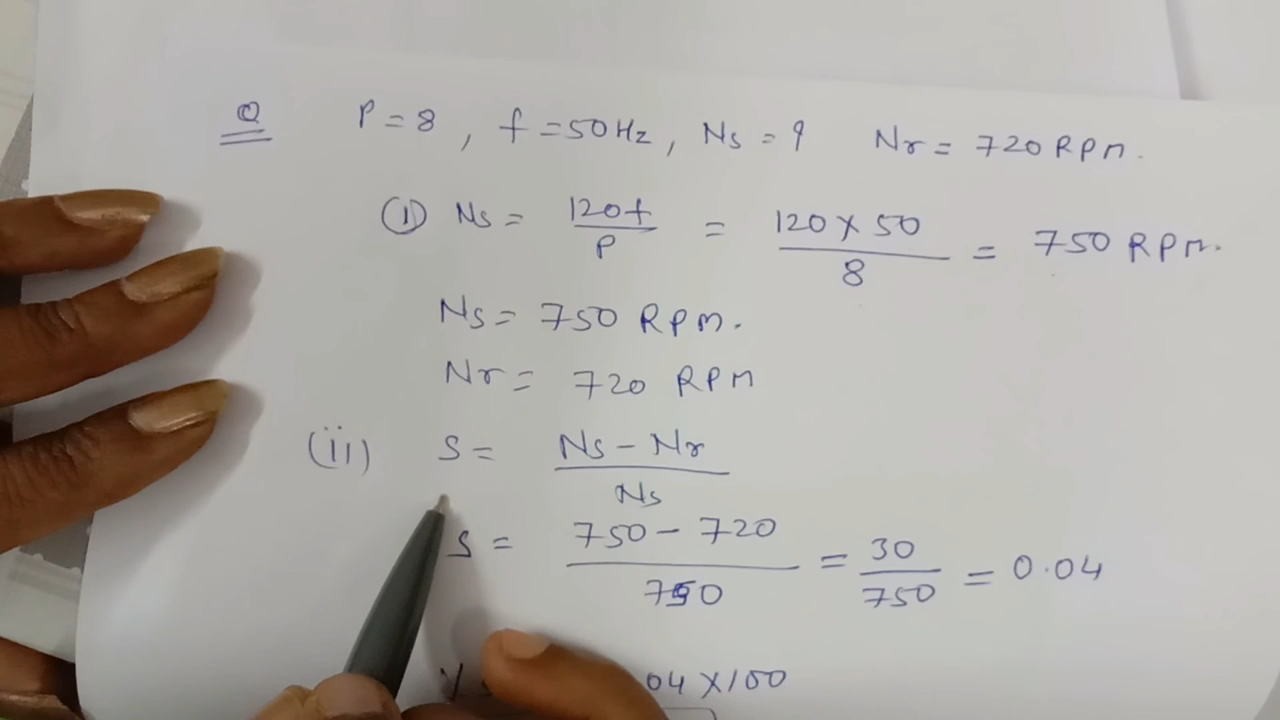 Q P = 8 , f = 50 Hz , Ns = ? Nr = 720 RPM.
① Ns = 120f / P = 120 × 50 / 8 = 750 RPM.
Ns = 750 RPM.
Nr = 720 RPM
(ii) S = Ns - Nr / Ns
S = 750 - 720 / 750 = 30 / 750 = 0.04
04 × 100